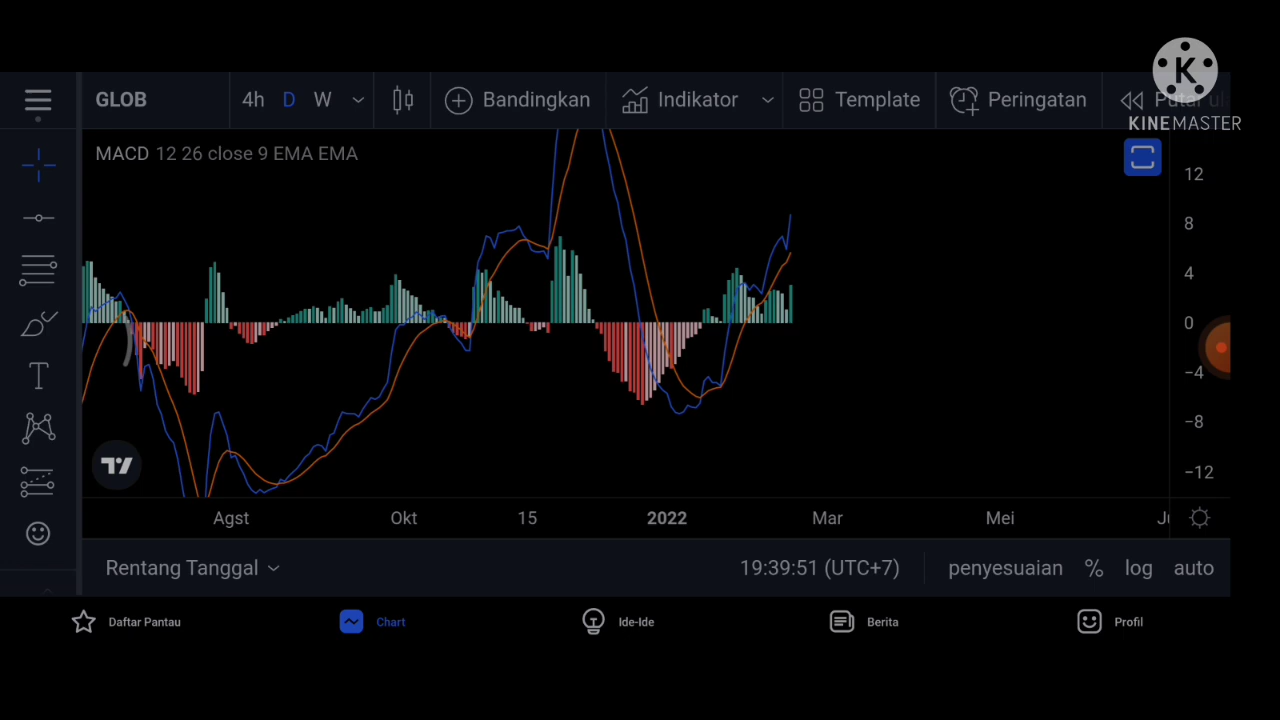 GLOB 4h D W Bandingkan Indikator Template Peringatan
KINEMASTER
MACD 12 26 close 9 EMA EMA
12
8
4
0
−4
−8
−12
Agst Okt 15 2022 Mar Mei
Rentang Tanggal 19:39:51 (UTC+7) penyesuaian % log auto
Daftar Pantau Chart Ide-Ide Berita Profil